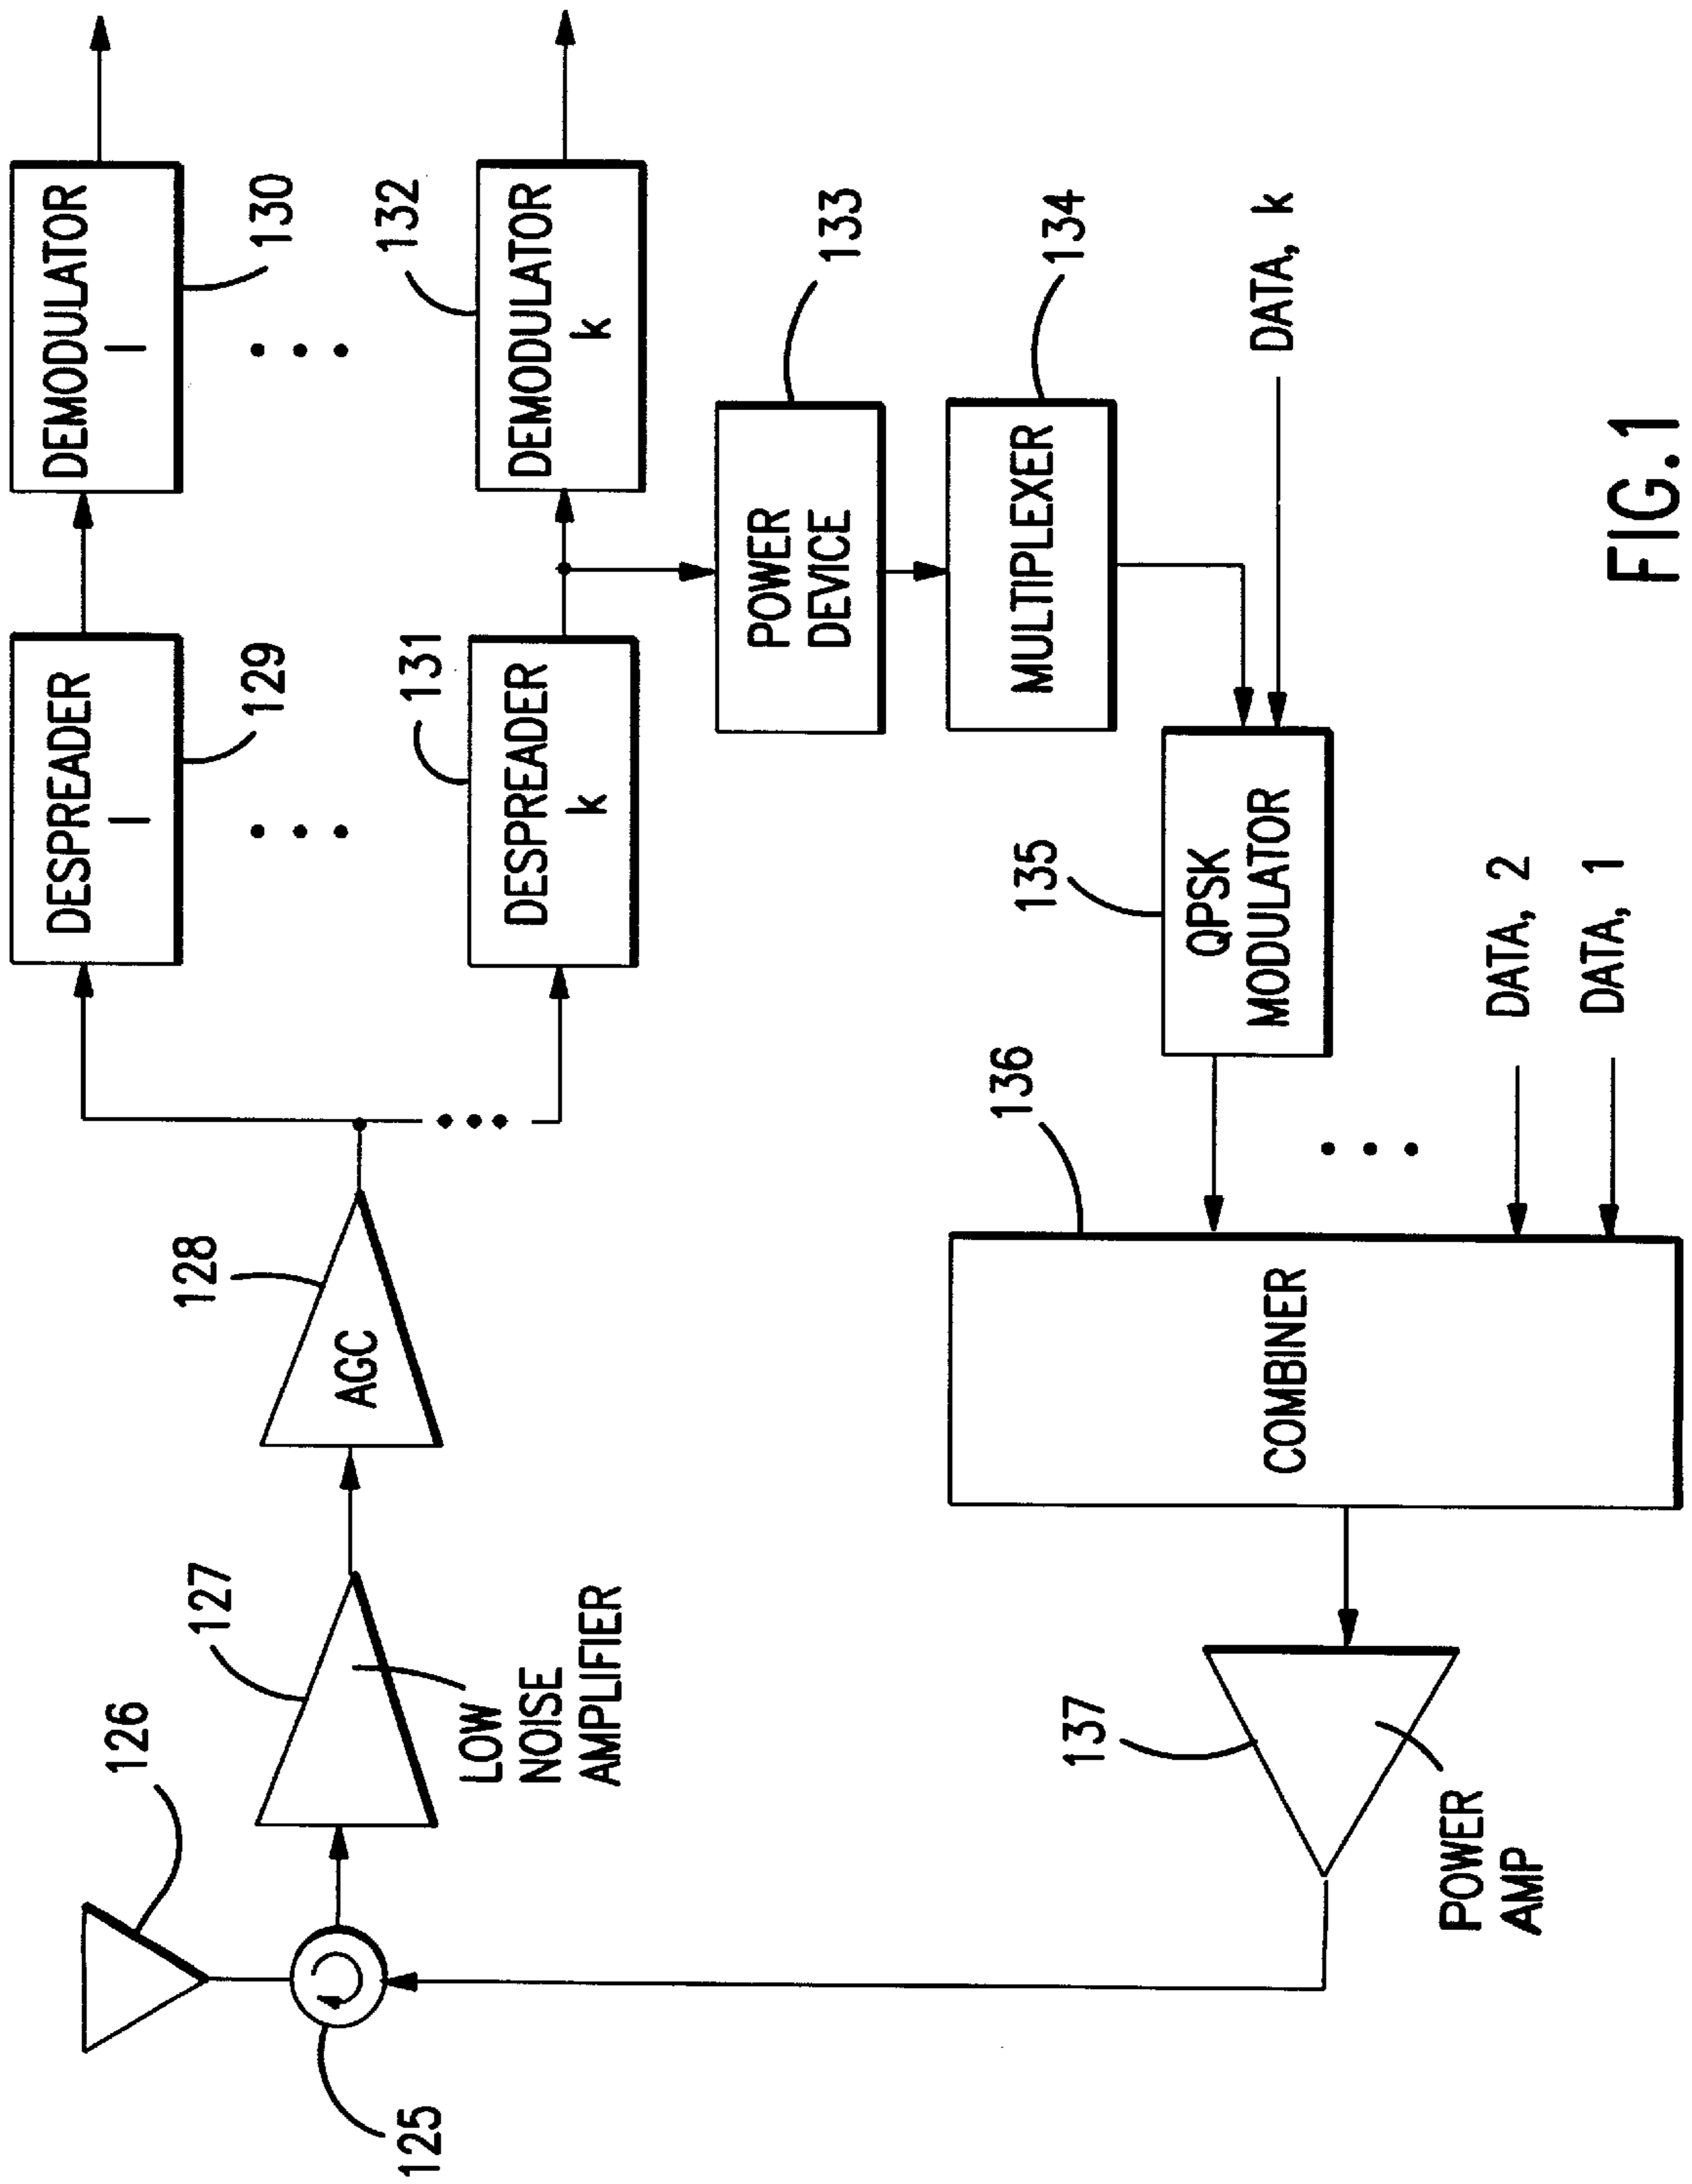 126
127
128
AGC
LOW
NOISE
AMPLIFIER
125
DESPREADER
1
129
DEMODULATOR
1
130
DESPREADER
k
131
DEMODULATOR
k
132
POWER
DEVICE
133
MULTIPLEXER
134
DATA, k
QPSK
MODULATOR
135
136
COMBINER
DATA, 2
DATA, 1
137
POWER
AMP
FIG.1